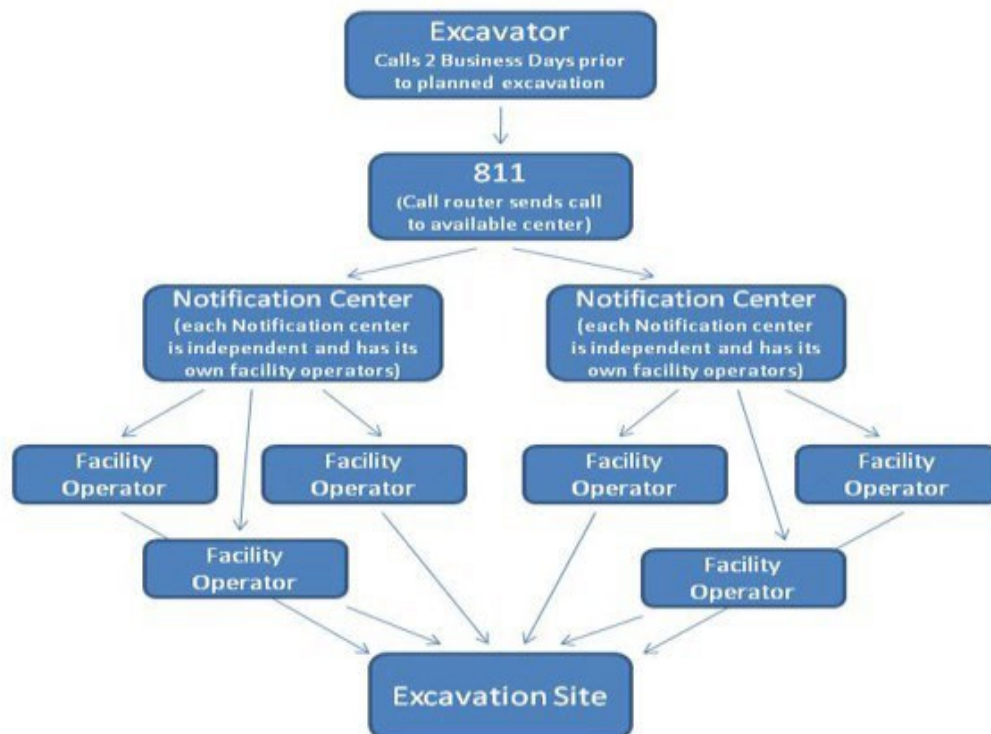 Excavator
Calls 2 Business Days prior
to planned excavation
811
(Call router sends call
to available center)
Notification Center
(each Notification center
is independent and has its
own facility operators)
Notification Center
(each Notification center
is independent and has its
own facility operators)
Facility
Operator
Facility
Operator
Facility
Operator
Facility
Operator
Facility
Operator
Facility
Operator
Excavation Site